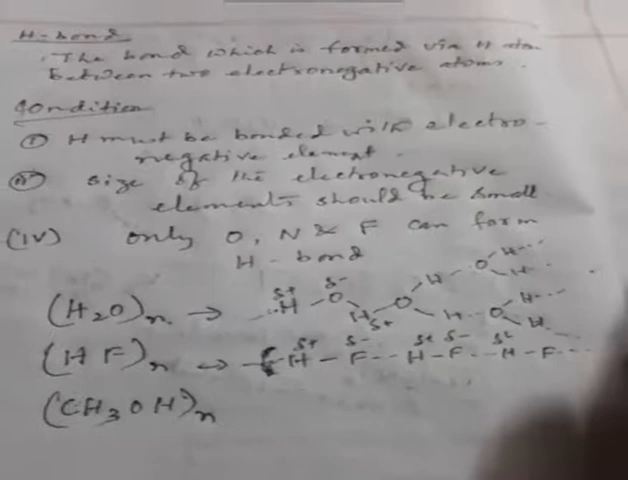 H-bond
The bond which is formed via H atom
between two electronegative atoms.
Condition
(i) H must be bonded with electro-
negative element.
(ii) size of the electronegative
elements should be small
(iv) only O, N & F can form
H-bond
(H₂O)n → ...H - O H O H O H... H...
δ+ δ- δ+ H O H... H...
(HF)n → H - F... H - F... H - F...
δ+ δ- δ+ δ- δ+
(CH₃OH)n